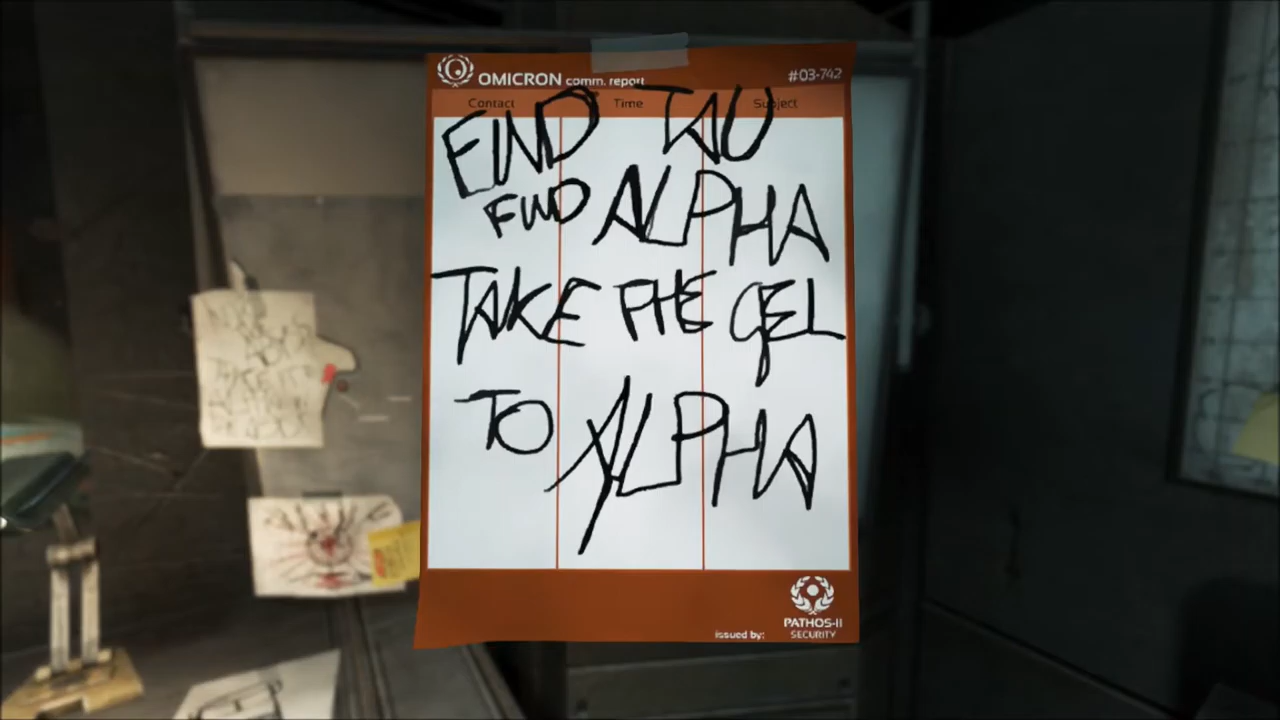 OMICRON comm. report #03-742
Contact Time Subject
FIND TAU
FIND ALPHA
TAKE THE GEL
TO ALPHA
PATHOS-II
issued by: SECURITY